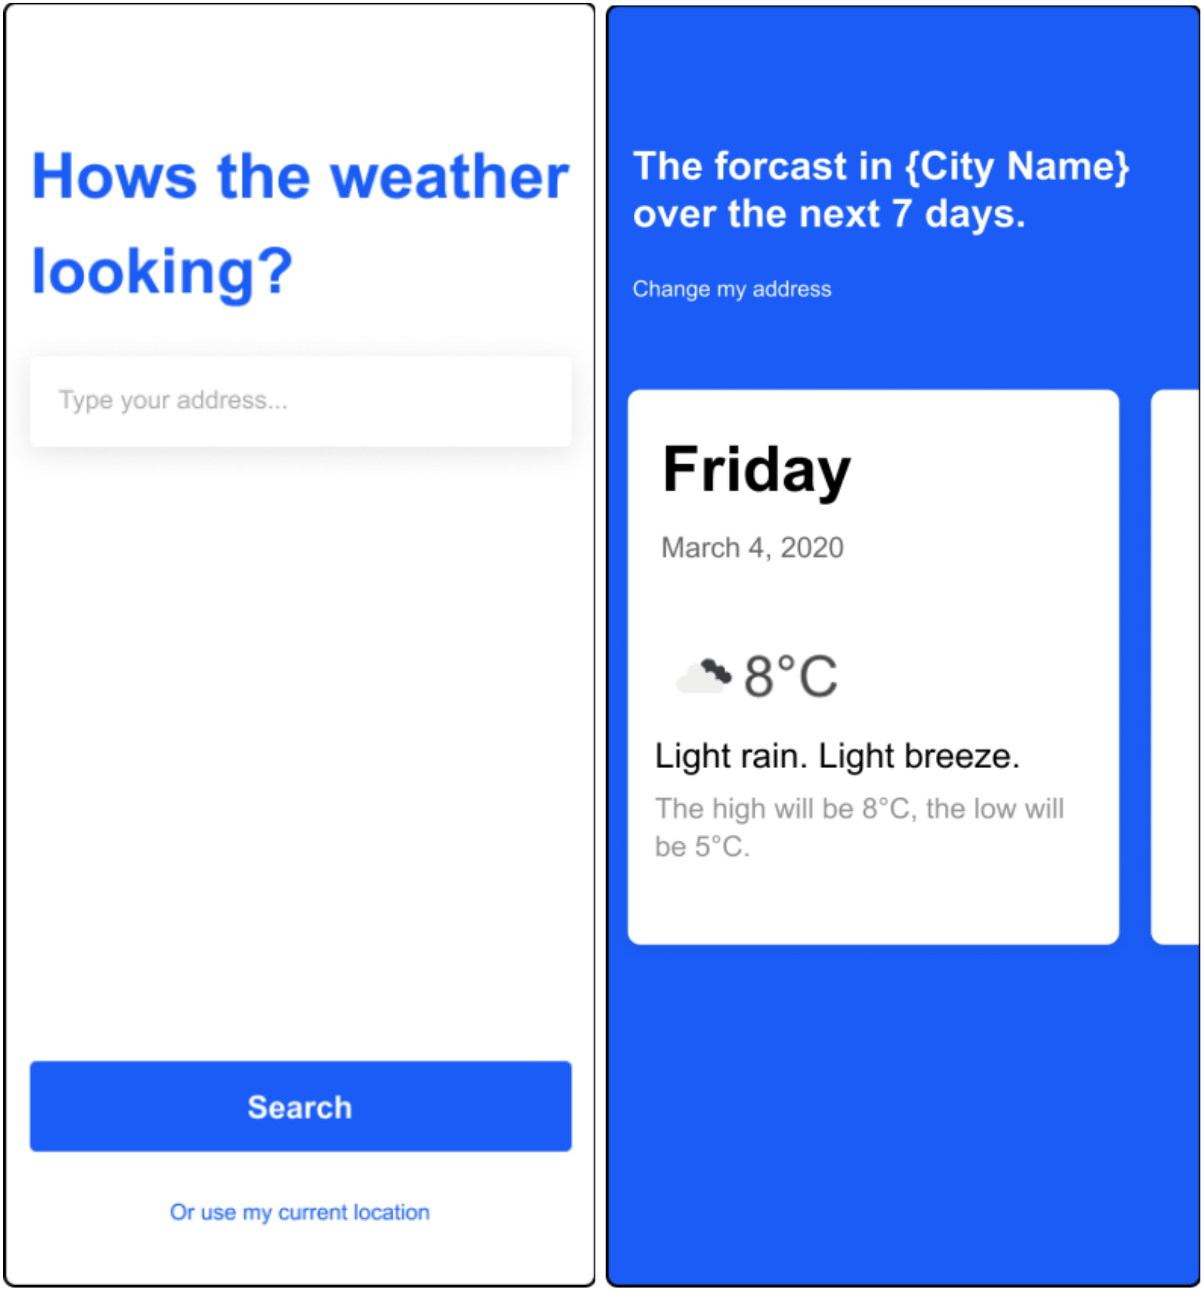 Hows the weather
looking?
Type your address...
Search
Or use my current location
The forcast in {City Name}
over the next 7 days.
Change my address
Friday
March 4, 2020
8°C
Light rain. Light breeze.
The high will be 8°C, the low will
be 5°C.